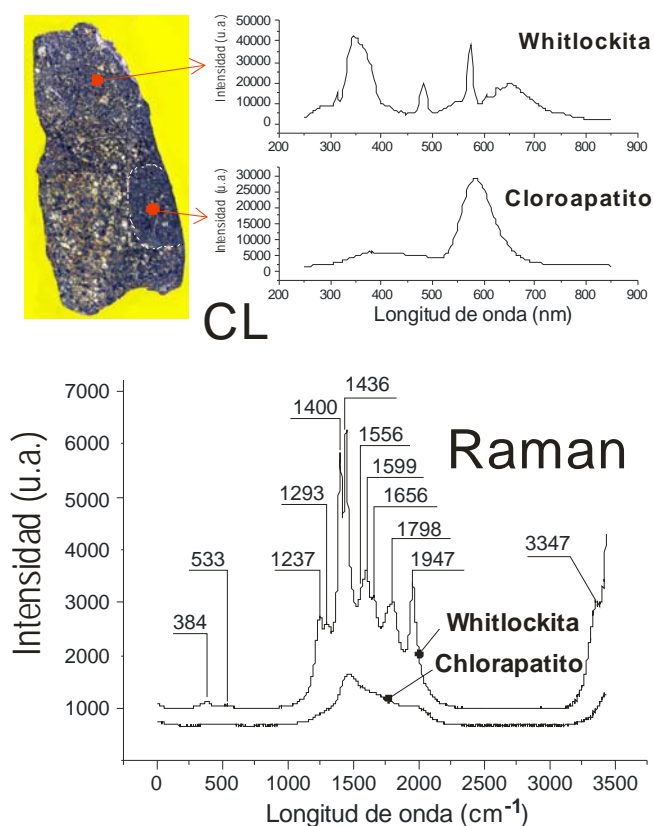 Intensidad (u.a.)
50000
40000
30000
20000
10000
0
Whitlockita
200 300 400 500 600 700 800 900
nm
Intensidad (u.a.)
30000
25000
20000
15000
10000
5000
0
Cloroapatito
200 300 400 500 600 700 800 900
Longitud de onda (nm)
CL
Raman
Intensidad (u.a.)
7000
6000
5000
4000
3000
2000
1000
1436
1400
1556
1599
1293
1656
533
1237
1798
1947
3347
384
Whitlockita
Chlorapatito
0 500 1000 1500 2000 2500 3000 3500
Longitud de onda (cm⁻¹)